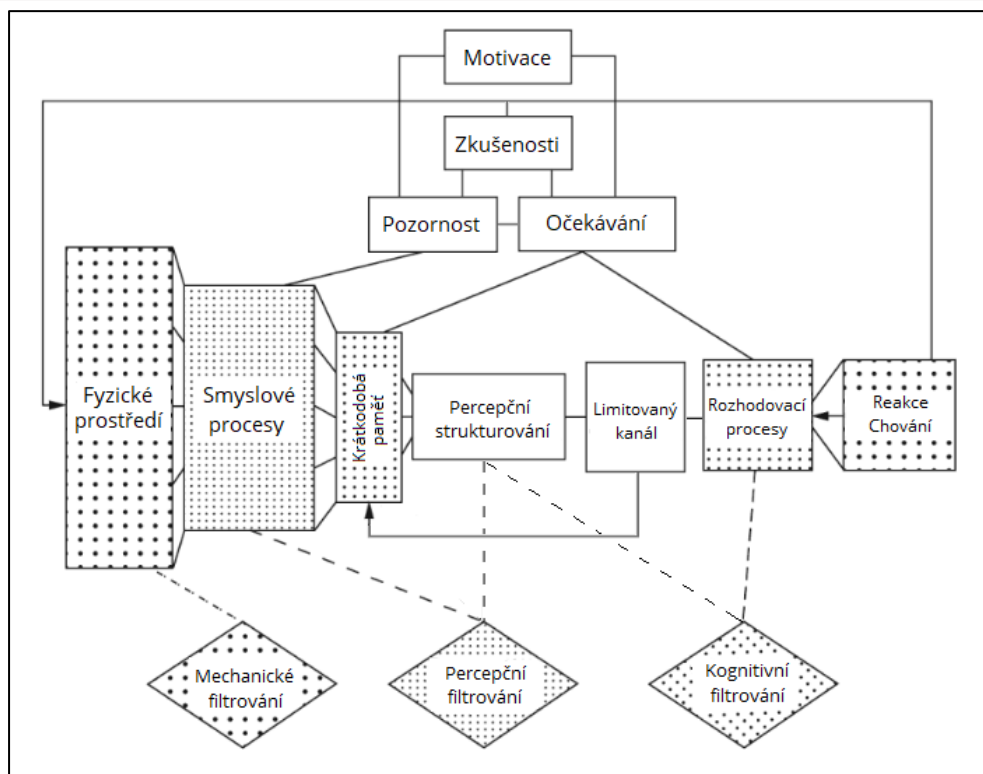 Motivace
Zkušenosti
Pozornost
Očekávání
Fyzické
prostředí
Smyslové
procesy
Krátkodobá
paměť
Percepční
strukturování
Limitovaný
kanál
Rozhodovací
procesy
Reakce
Chování
Mechanické
filtrování
Percepční
filtrování
Kognitivní
filtrování